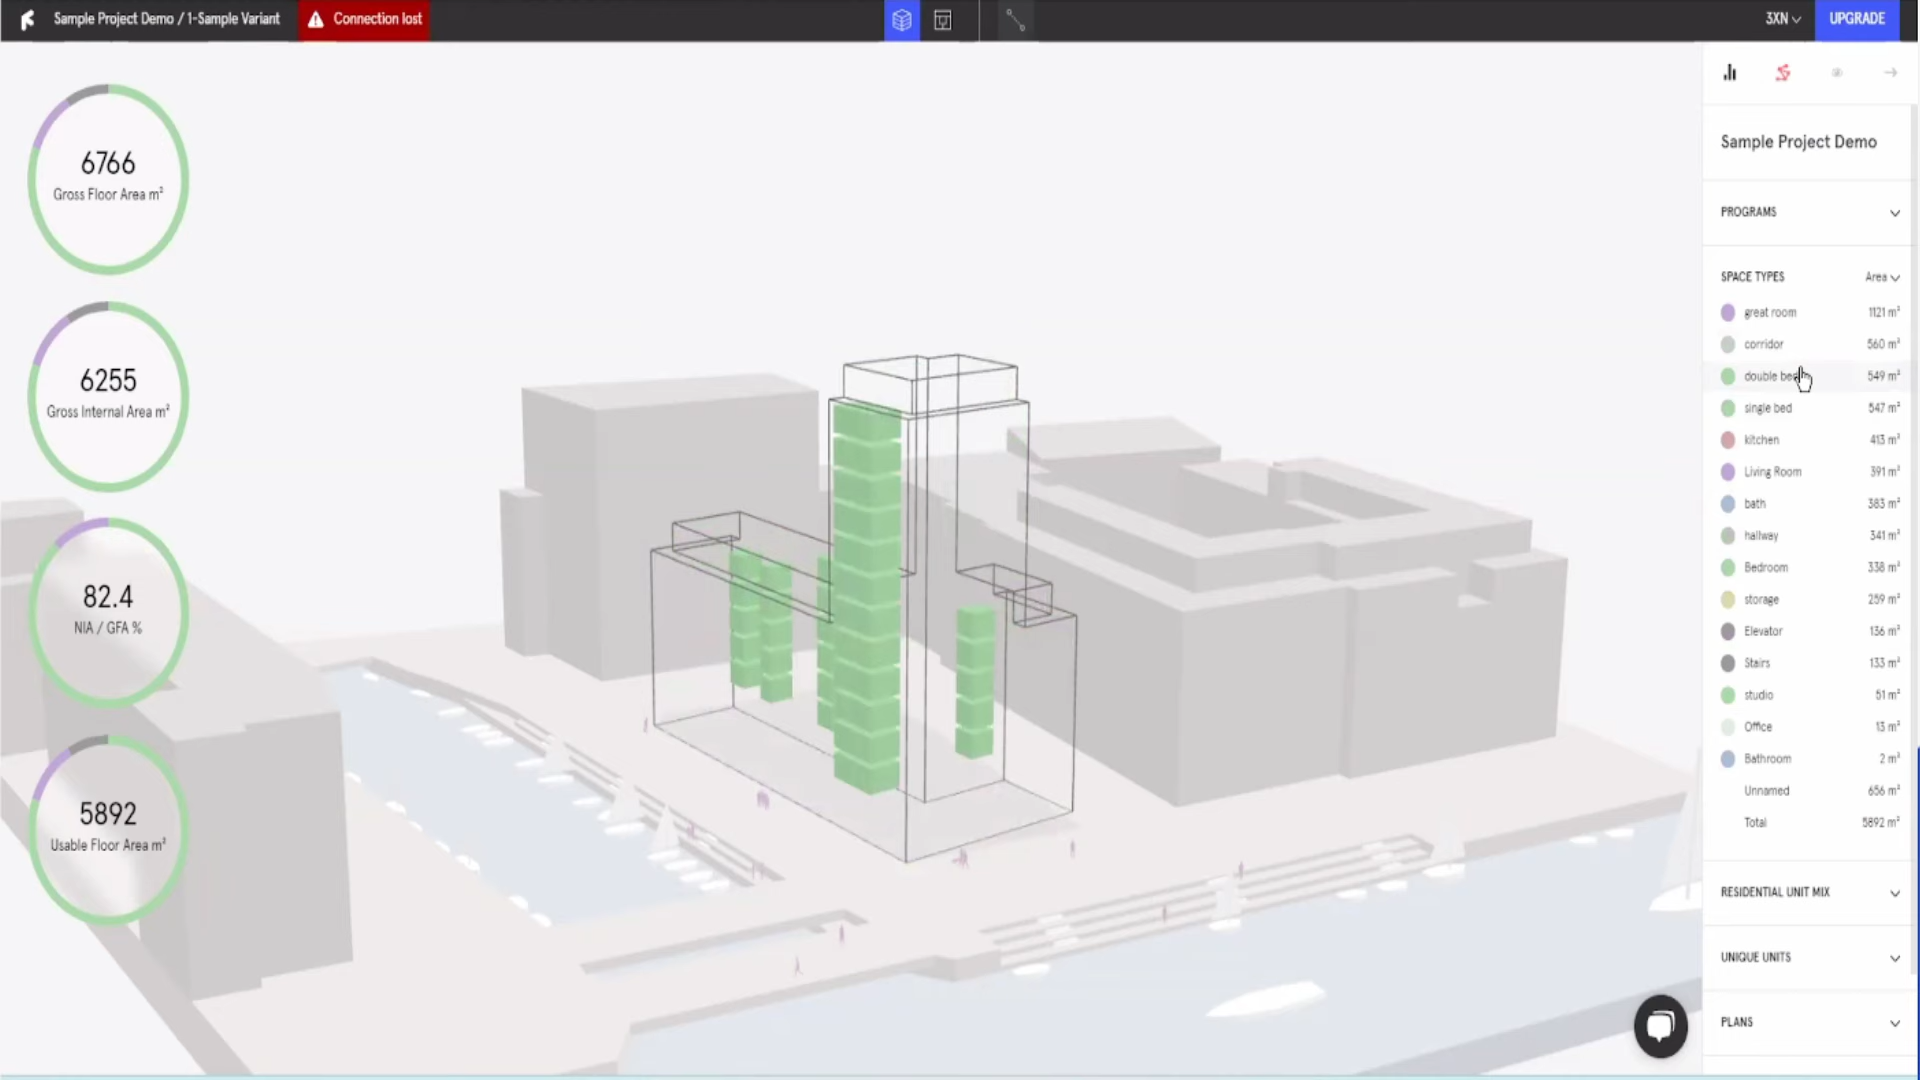 Sample Project Demo / 1-Sample Variant
Connection lost
3XN
UPGRADE
6766
Gross Floor Area m²
6255
Gross Internal Area m²
82.4
NIA / GFA %
5892
Usable Floor Area m²
Sample Project Demo
PROGRAMS
SPACE TYPES Area
great room 1121 m²
corridor 560 m²
double 549 m²
single bed 547 m²
kitchen 413 m²
Living Room 391 m²
bath 383 m²
hallway 341 m²
Bedroom 338 m²
storage 259 m²
Elevator 136 m²
Stairs 133 m²
studio 51 m²
Office 13 m²
Bathroom 2 m²
Unnamed 656 m²
Total 5892 m²
RESIDENTIAL UNIT MIX
UNIQUE UNITS
PLANS